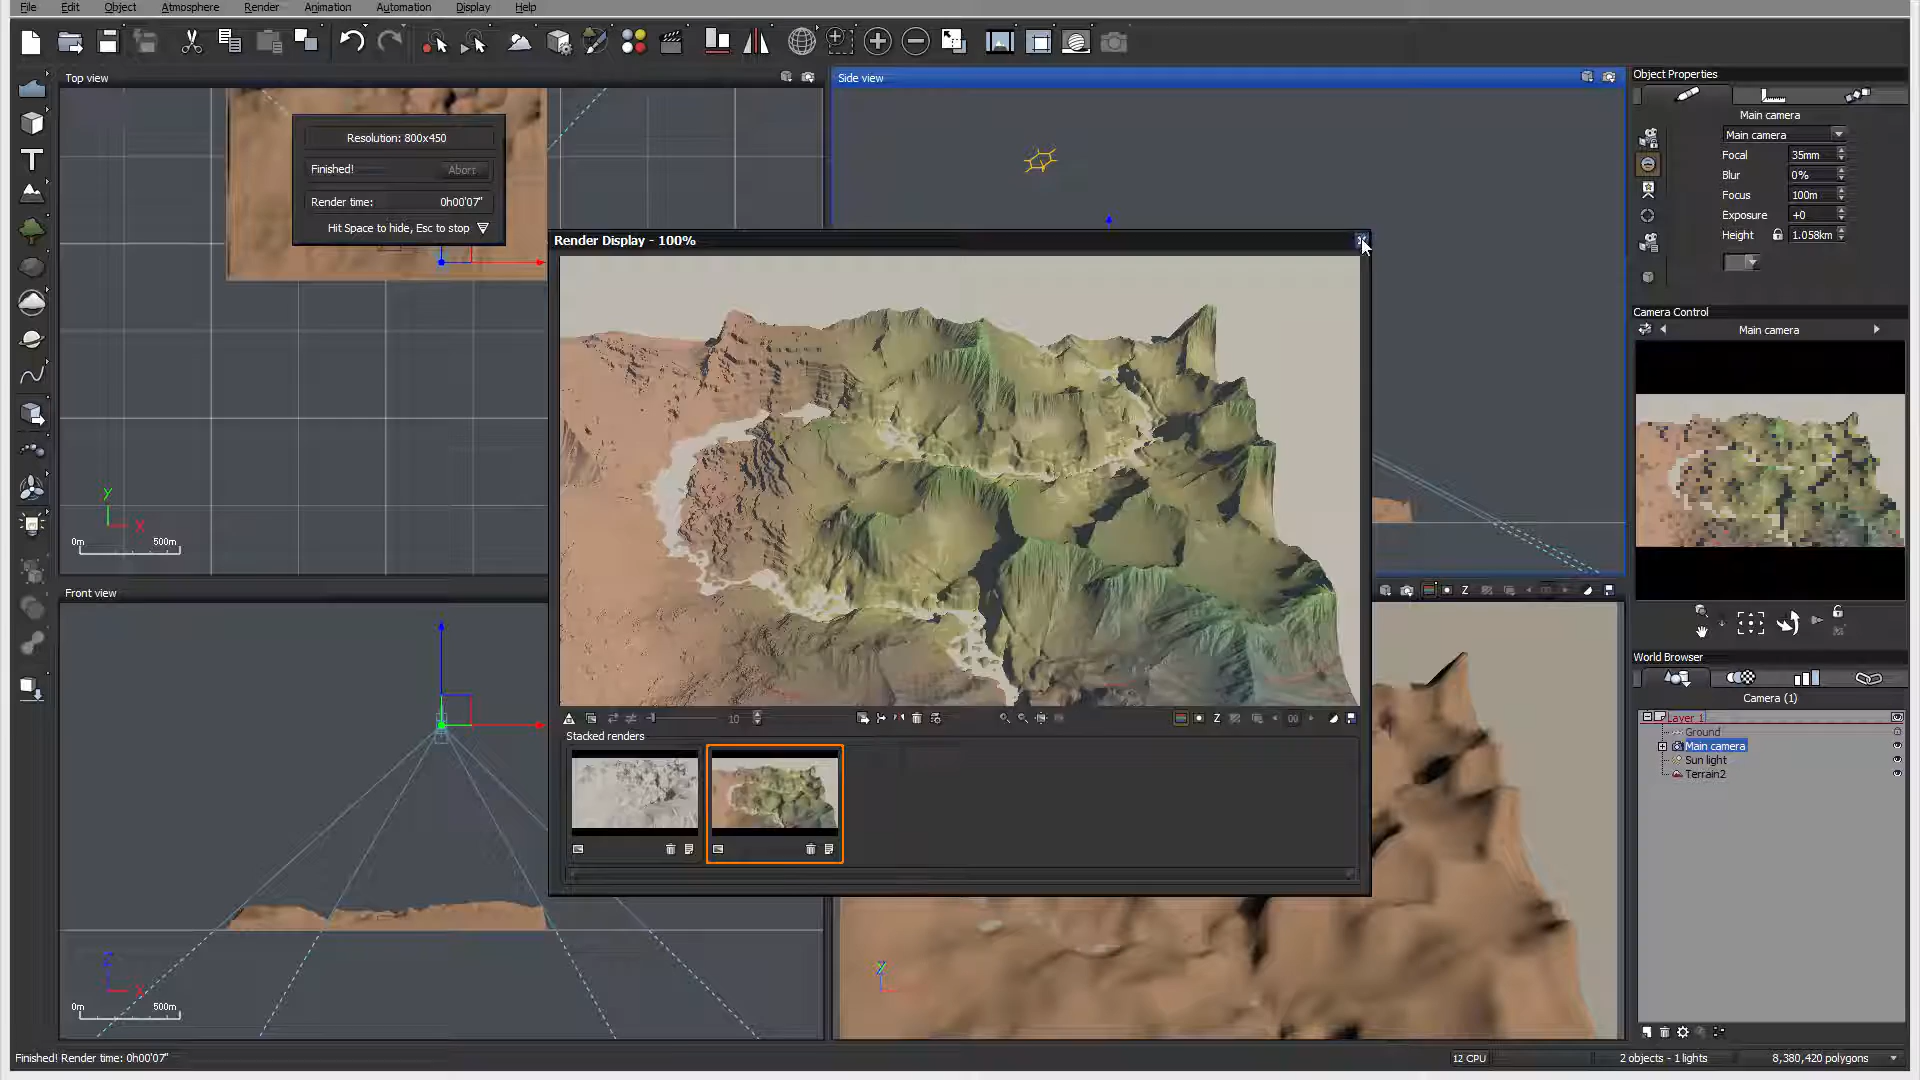 File Edit Object Atmosphere Render Animation Automation Display Help
Top view
Side view
Object Properties
Resolution: 800x450
Finished! Abort
Render time: 0h00'07"
Hit Space to hide, Esc to stop
Main camera
Main camera
Focal 35mm
Blur 0%
Focus 100m
Exposure +0
Height 1.058km
Render Display - 100%
Camera Control
Main camera
Y
X
0m 500m
Front view
Z
World Browser
Camera (1)
Layer 1
Ground
Main camera
Sun light
Terrain2
10
Z
00
Stacked renders
Z
X
0m 500m
Z
Finished! Render time: 0h00'07"
12 CPU
2 objects - 1 lights
8,380,420 polygons